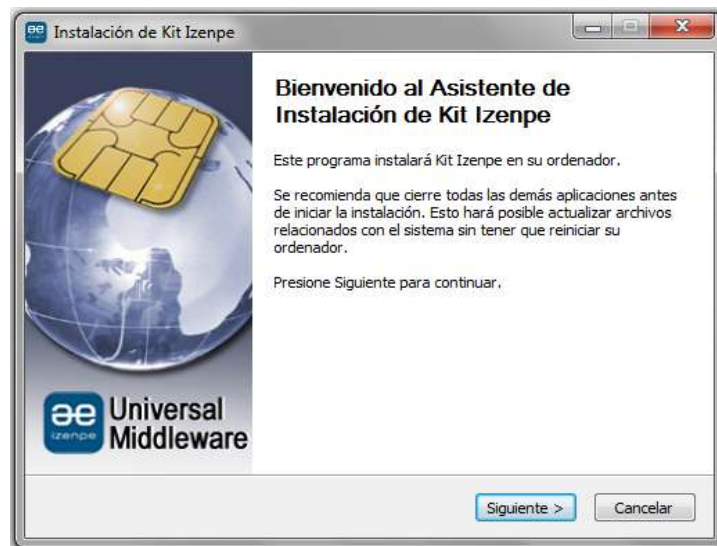 Instalación de Kit Izenpe
Bienvenido al Asistente de
Instalación de Kit Izenpe
Este programa instalará Kit Izenpe en su ordenador.
Se recomienda que cierre todas las demás aplicaciones antes
de iniciar la instalación. Esto hará posible actualizar archivos
relacionados con el sistema sin tener que reiniciar su
ordenador.
Presione Siguiente para continuar.
izenpe
Universal
Middleware
Siguiente >
Cancelar